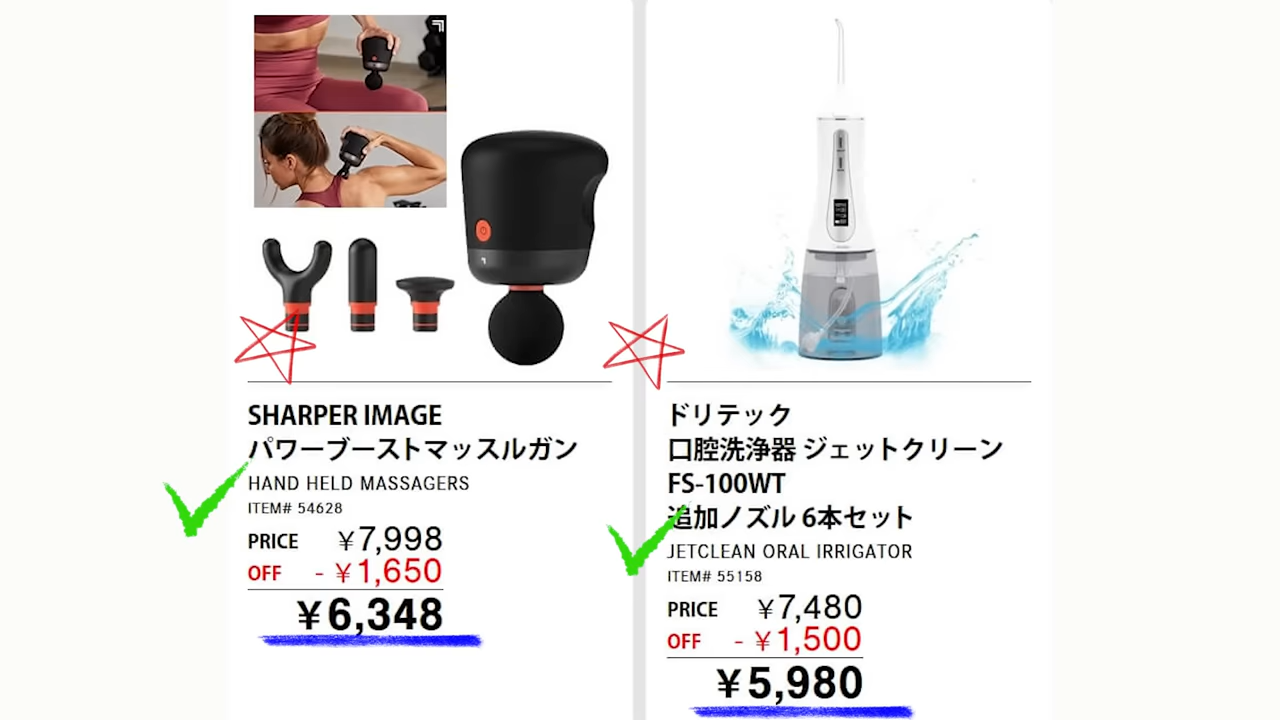 SHARPER IMAGE
パワーブーストマッスルガン
HAND HELD MASSAGERS
ITEM# 54628
PRICE ¥7,998
OFF - ¥1,650
¥6,348
ドリテック
口腔洗浄器 ジェットクリーン
FS-100WT
追加ノズル 6本セット
JETCLEAN ORAL IRRIGATOR
ITEM# 55158
PRICE ¥7,480
OFF - ¥1,500
¥5,980